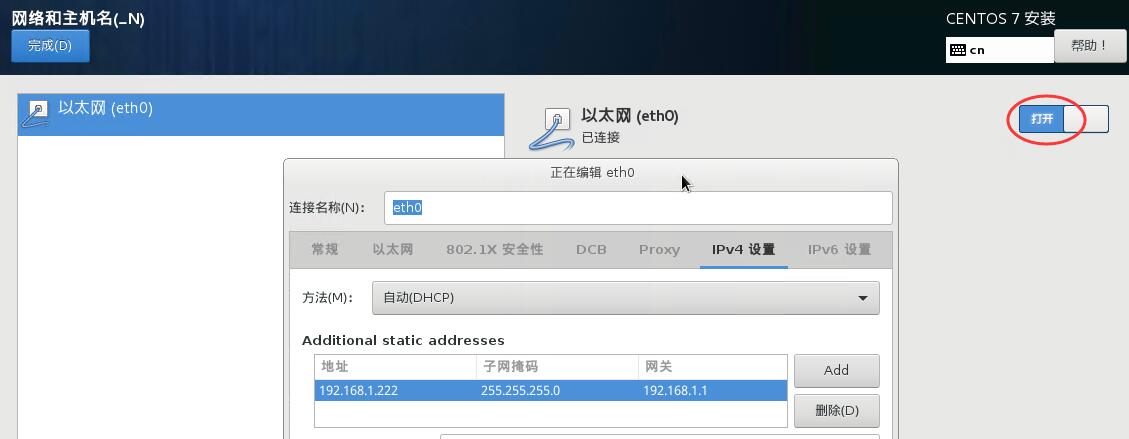 网络和主机名(_N)
CENTOS 7 安装
完成(D)
cn
帮助！
以太网 (eth0)
以太网 (eth0)
已连接
打开
正在编辑 eth0
连接名称(N)： eth0
常规 以太网 802.1X 安全性 DCB Proxy IPv4 设置 IPv6 设置
方法(M)： 自动(DHCP)
Additional static addresses
地址 子网掩码 网关
192.168.1.222 255.255.255.0 192.168.1.1
Add
删除(D)